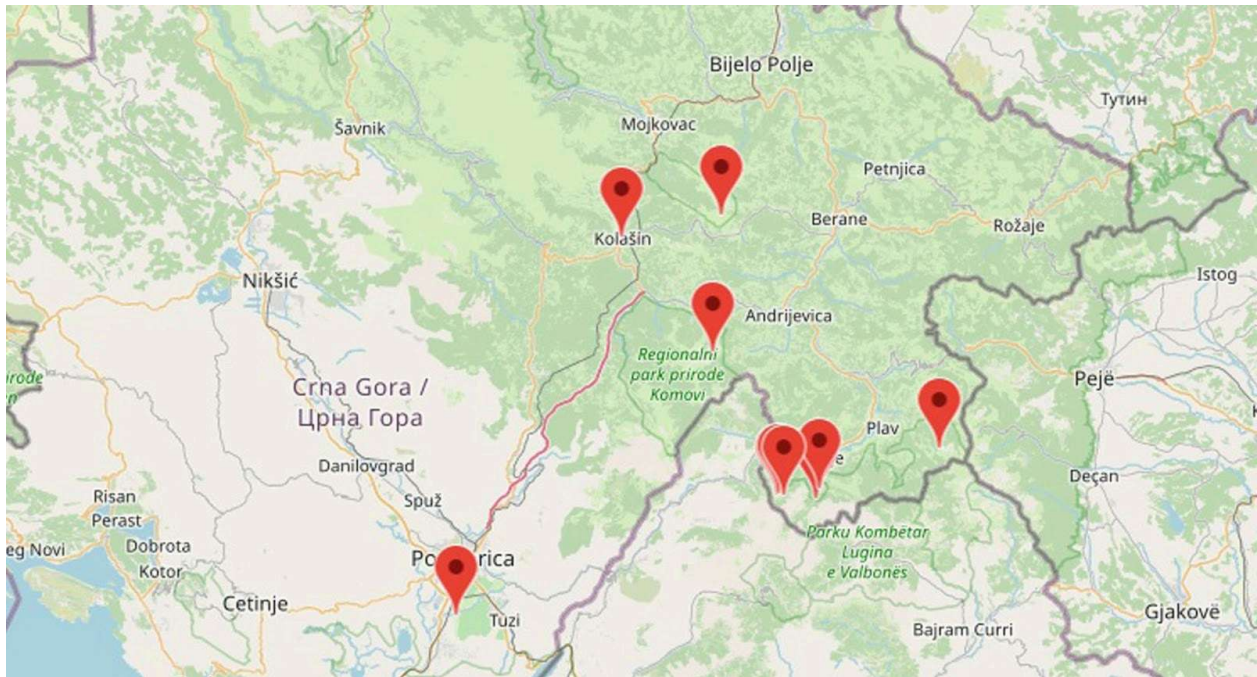 Bijelo Polje
Тутин
Šavnik
Mojkovac
Petnjica
Berane
Rožaje
Kolašin
Istog
Nikšić
Andrijevica
Regionalni
park prirode
Komovi
Pejë
Crna Gora /
Црна Гора
Plav
Danilovgrad
Deçan
Risan
Perast
Spuž
Parku Kombëtar
Lugina
e Valbonës
eg Novi
Dobrota
Kotor
Cetinje
Tuzi
Gjakovë
Bajram Curri